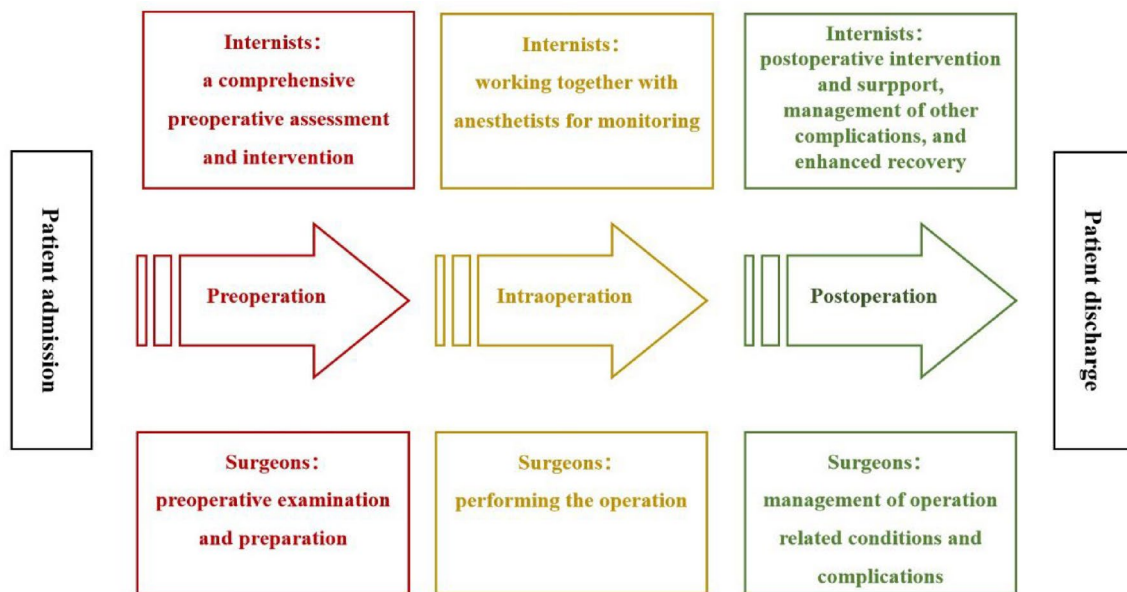 Internists:
a comprehensive
preoperative assessment
and intervention
Internists:
working together with
anesthetists for monitoring
Internists:
postoperative intervention
and surpport,
management of other
complications, and
enhanced recovery
Patient admission
Preoperation
Intraoperation
Postoperation
Patient discharge
Surgeons:
preoperative examination
and preparation
Surgeons:
performing the operation
Surgeons:
management of operation
related conditions and
complications